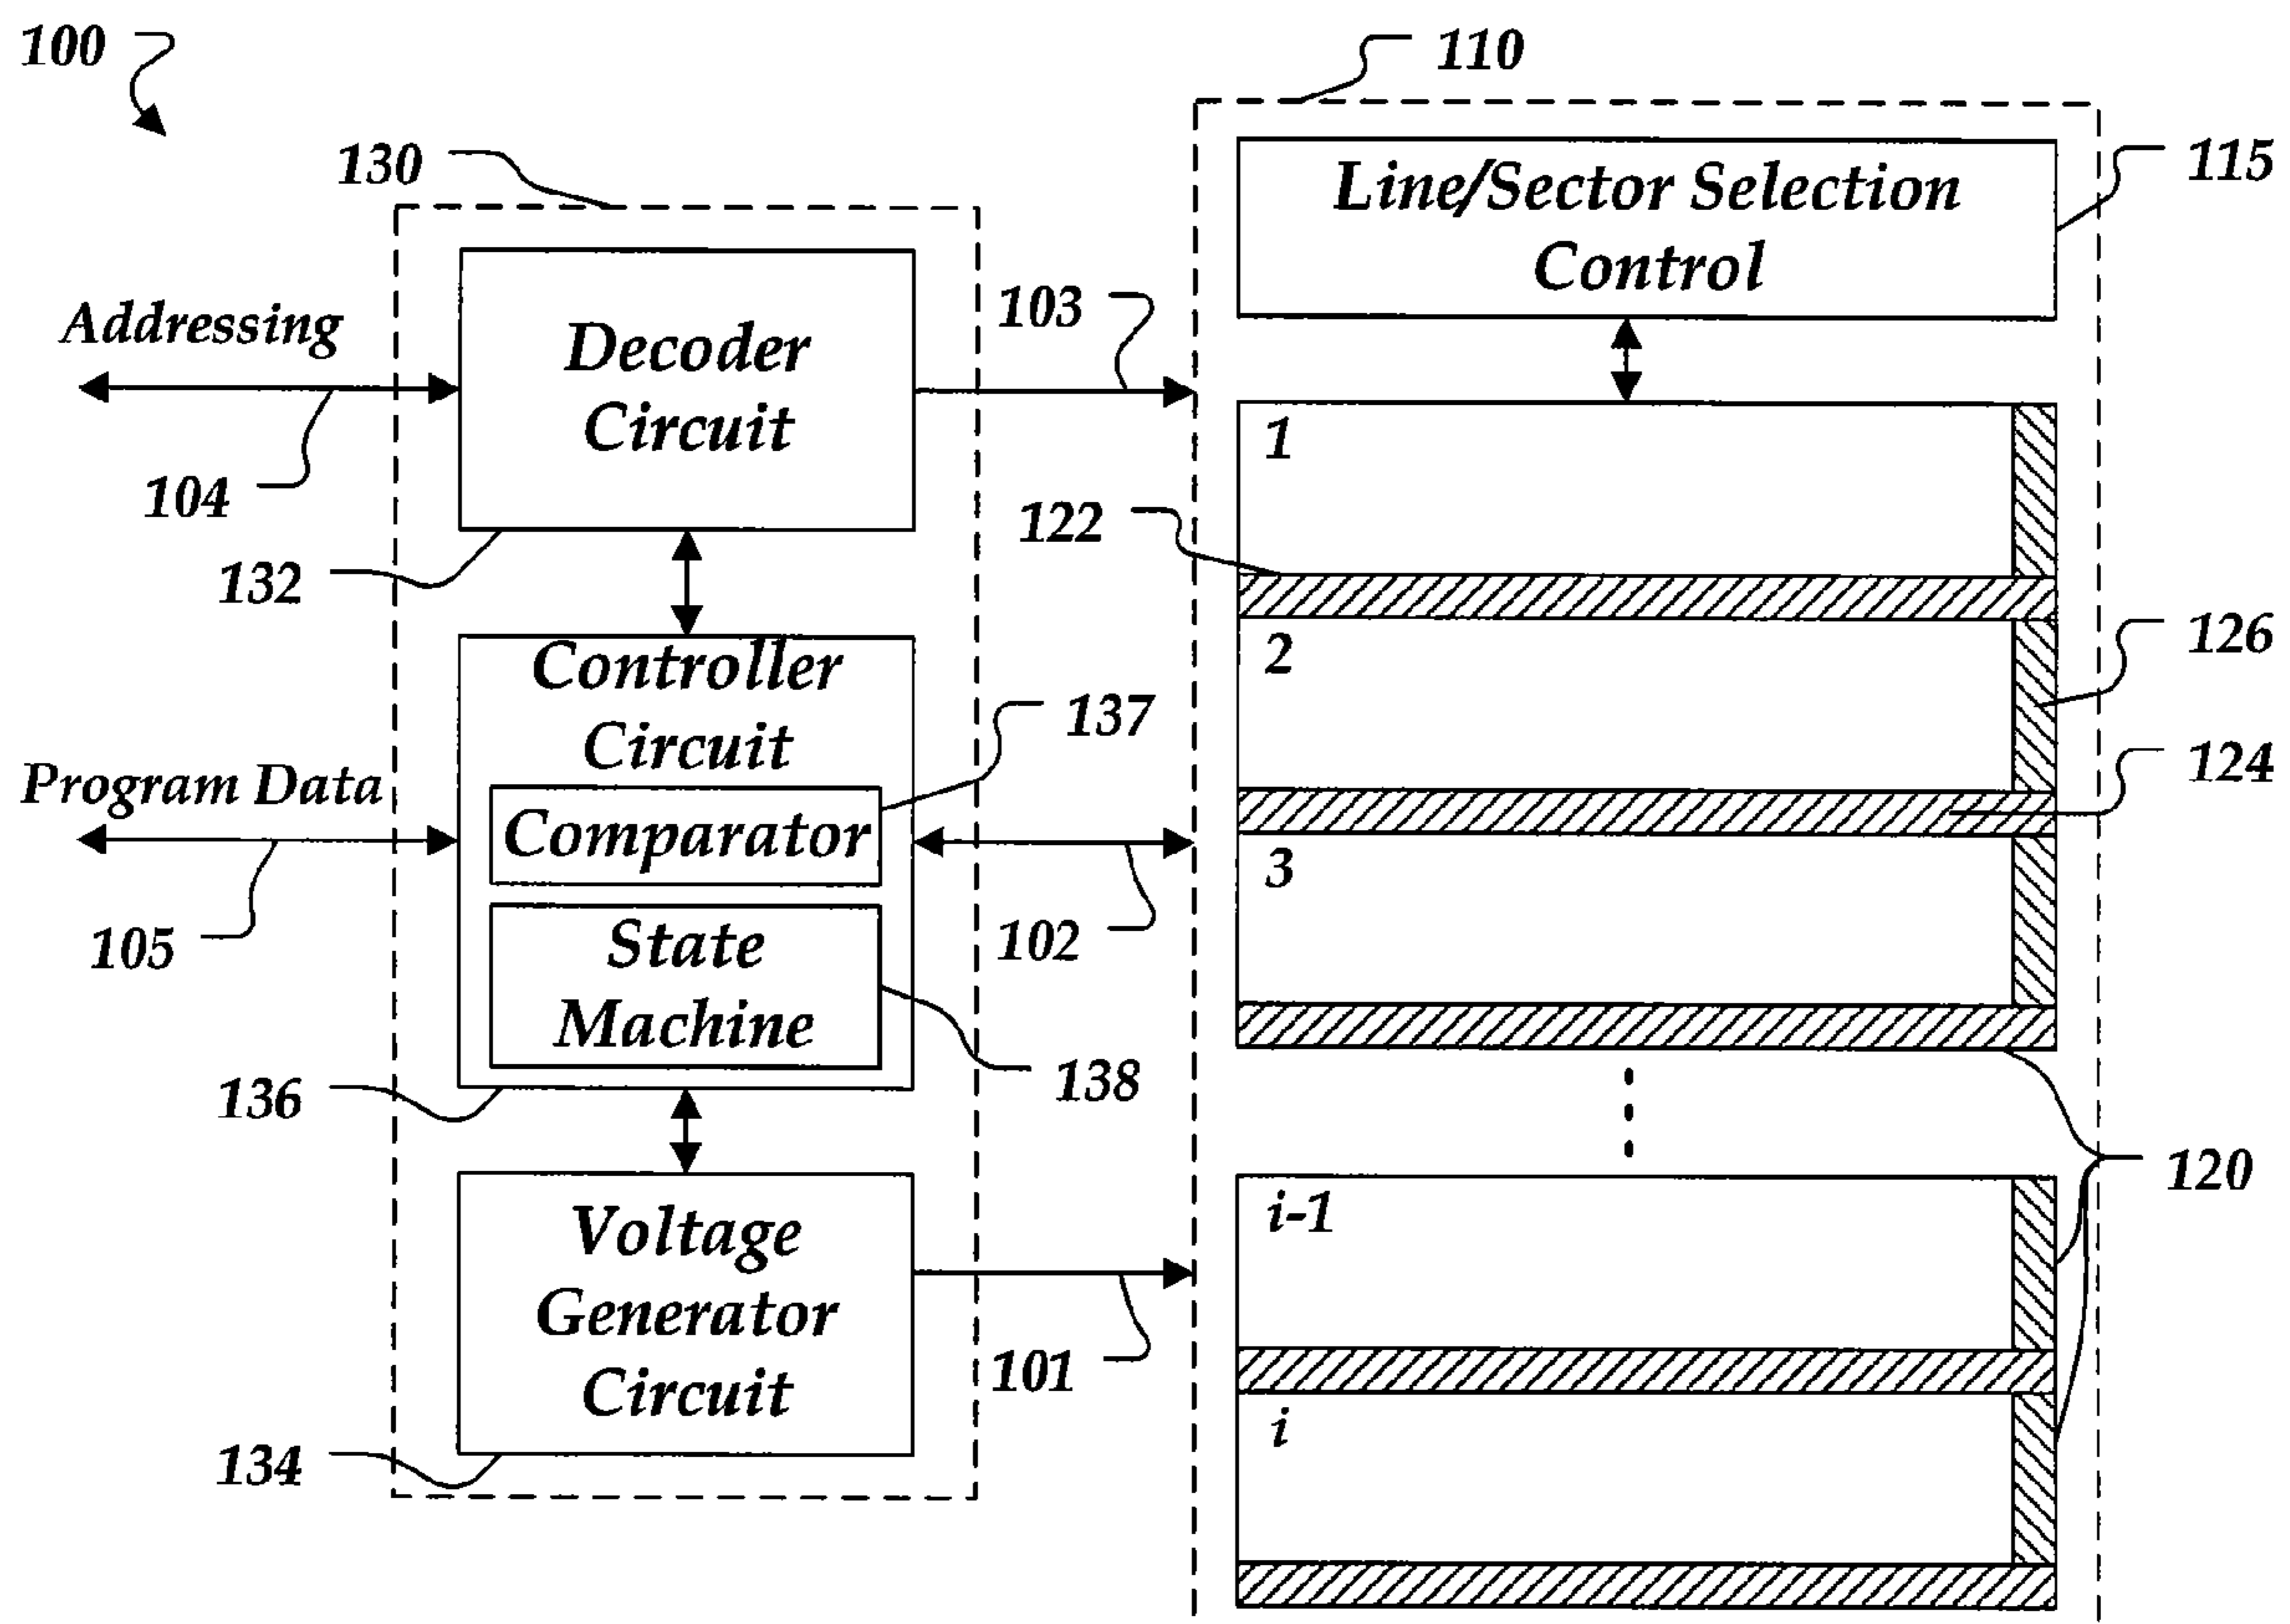 100
110
130
Line/Sector Selection
Control
115
Addressing
104
Decoder
Circuit
103
132
1
122
2
126
Controller
Circuit
137
Program Data
105
Comparator
102
124
3
State
Machine
138
136
120
Voltage
Generator
Circuit
101
134
i-1
i